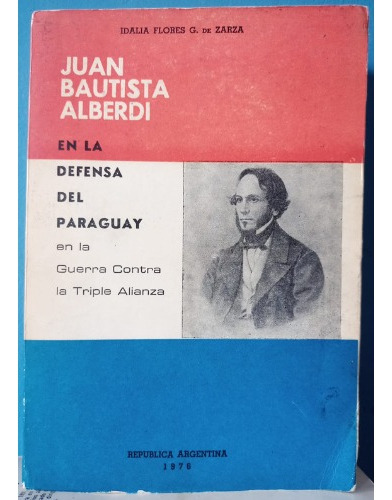 IDALIA FLORES G. DE ZARZA
JUAN
BAUTISTA
ALBERDI
EN LA
DEFENSA
DEL
PARAGUAY
en la
Guerra Contra
la Triple Alianza
REPUBLICA ARGENTINA
1976